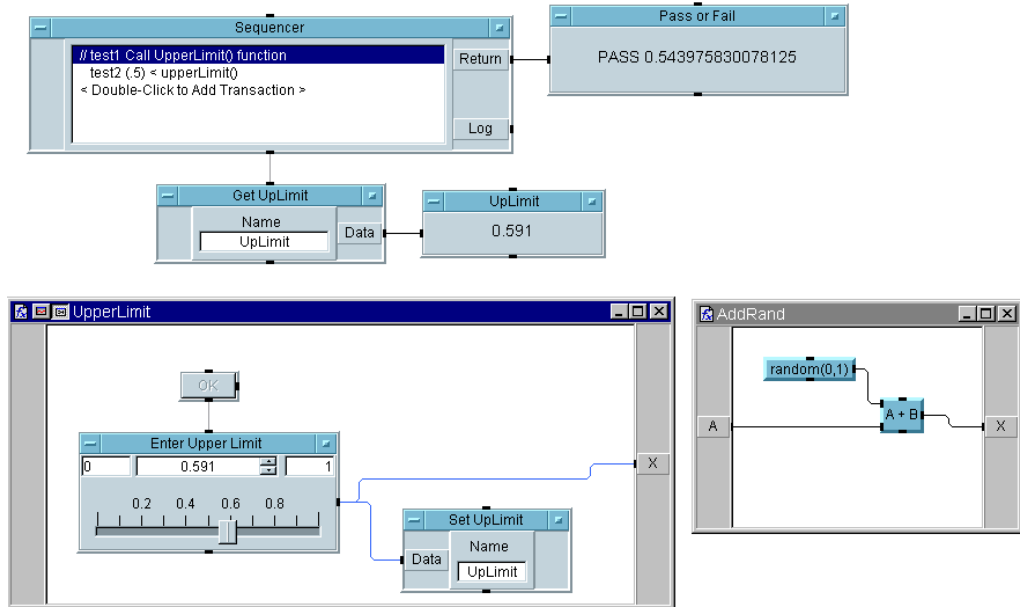 Sequencer
// test1 Call UpperLimit() function
test2 (.5) < upperLimit()
< Double-Click to Add Transaction >
Return
Log
Pass or Fail
PASS 0.543975830078125
Get UpLimit
Name
UpLimit
Data
UpLimit
0.591
UpperLimit
OK
Enter Upper Limit
0 0.591 1
0.2 0.4 0.6 0.8
X
Set UpLimit
Data
Name
UpLimit
AddRand
random(0,1)
A + B
A
X